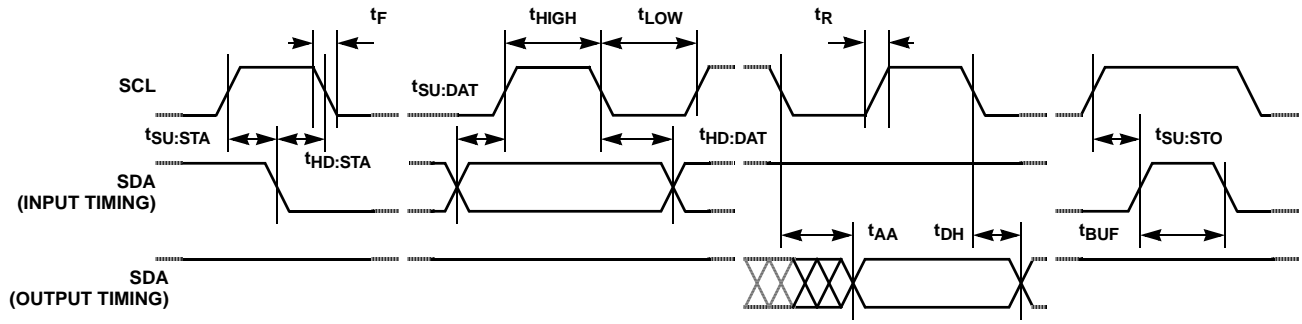 tF
tHIGH
tLOW
tR
SCL
tSU:DAT
tSU:STA
tHD:STA
tHD:DAT
tSU:STO
SDA
(INPUT TIMING)
tAA
tDH
tBUF
SDA
(OUTPUT TIMING)